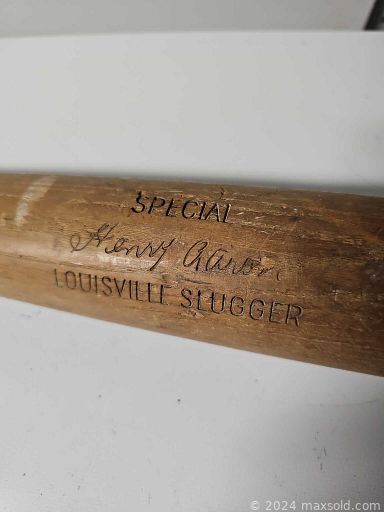 SPECIAL
Henry Aaron
LOUISVILLE SLUGGER
© 2024 maxsold.com